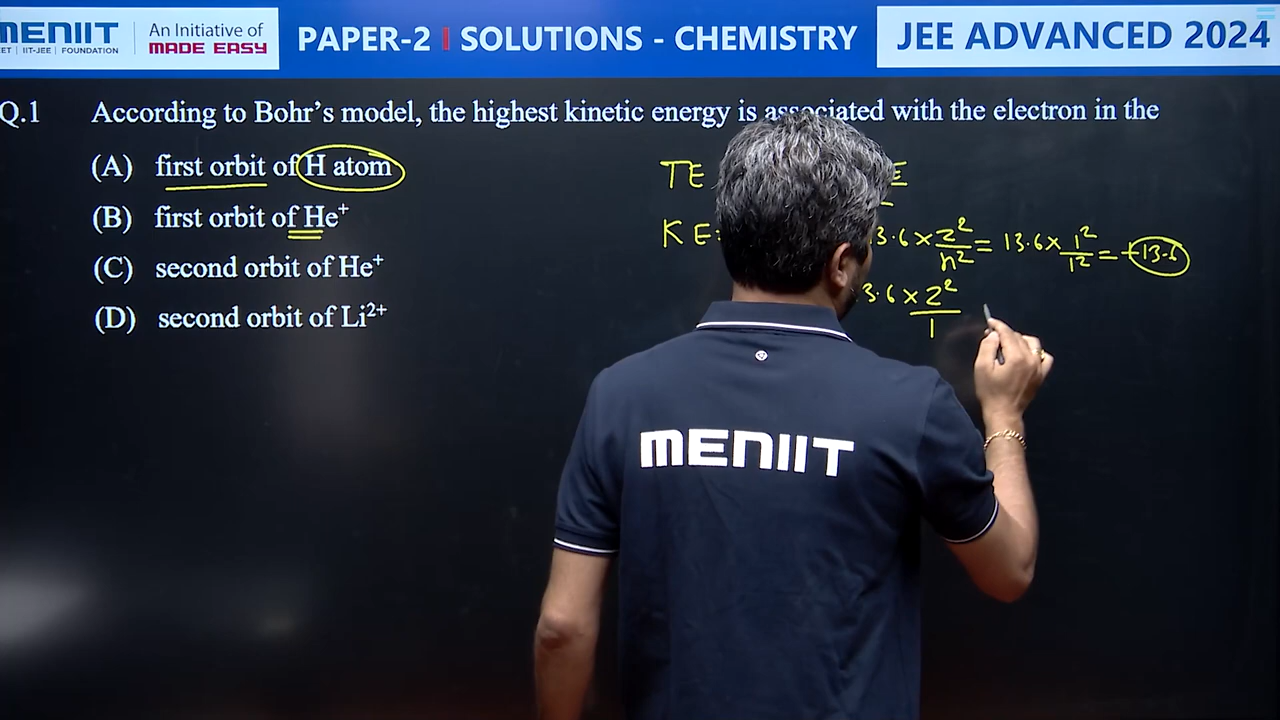 MENIIT
EET | IIT-JEE | FOUNDATION
An Initiative of
MADE EASY
PAPER-2 | SOLUTIONS - CHEMISTRY
JEE ADVANCED 2024
Q.1 According to Bohr's model, the highest kinetic energy is associated with the electron in the
(A) first orbit of H atom
(B) first orbit of He⁺
(C) second orbit of He⁺
(D) second orbit of Li²⁺
TE E
KE= 3.6 × Z²/n² = 13.6 × 1²/1² = +13.6
3.6 × 2²/1
MENIIT